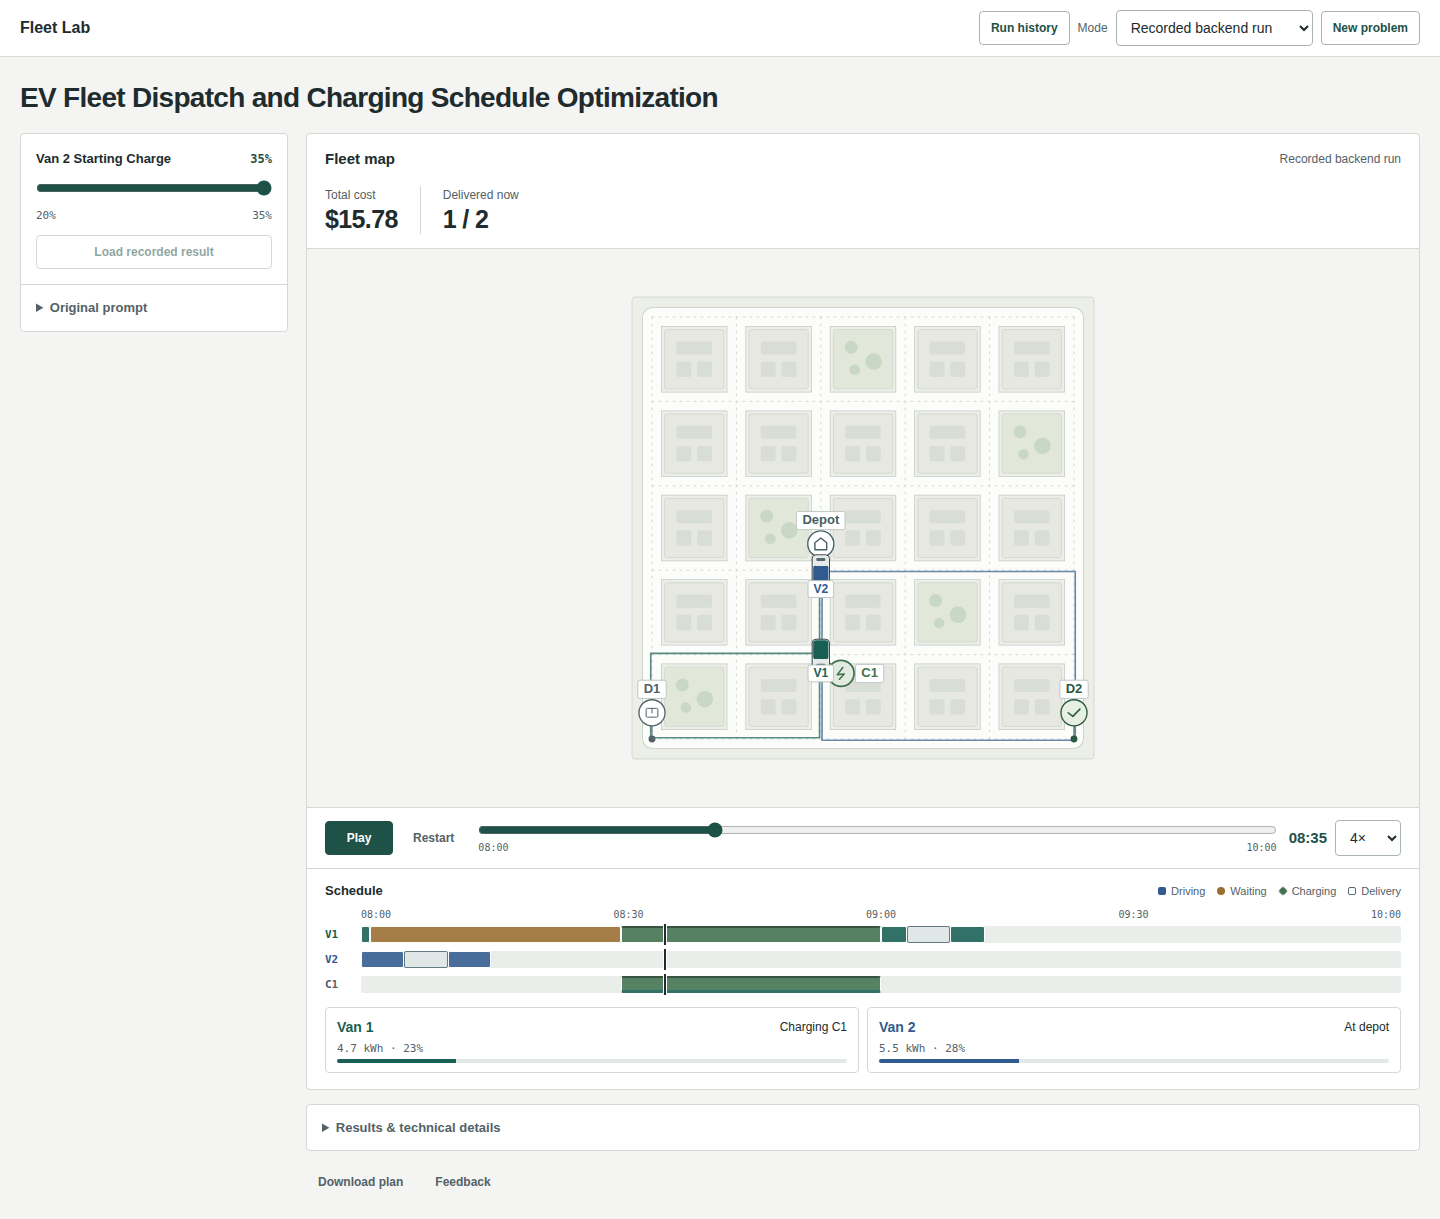 Fleet Lab
Run history
Mode
Recorded backend run
New problem
EV Fleet Dispatch and Charging Schedule Optimization
Van 2 Starting Charge
35%
20%
35%
Load recorded result
Original prompt
Fleet map
Recorded backend run
Total cost
Delivered now
$15.78
1 / 2
Depot
V2
V1
C1
D1
D2
Play
Restart
08:00
10:00
08:35
4×
Schedule
Driving
Waiting
Charging
Delivery
08:00
08:30
09:00
09:30
10:00
V1
V2
C1
Van 1
Charging C1
4.7 kWh · 23%
Van 2
At depot
5.5 kWh · 28%
Results & technical details
Download plan
Feedback